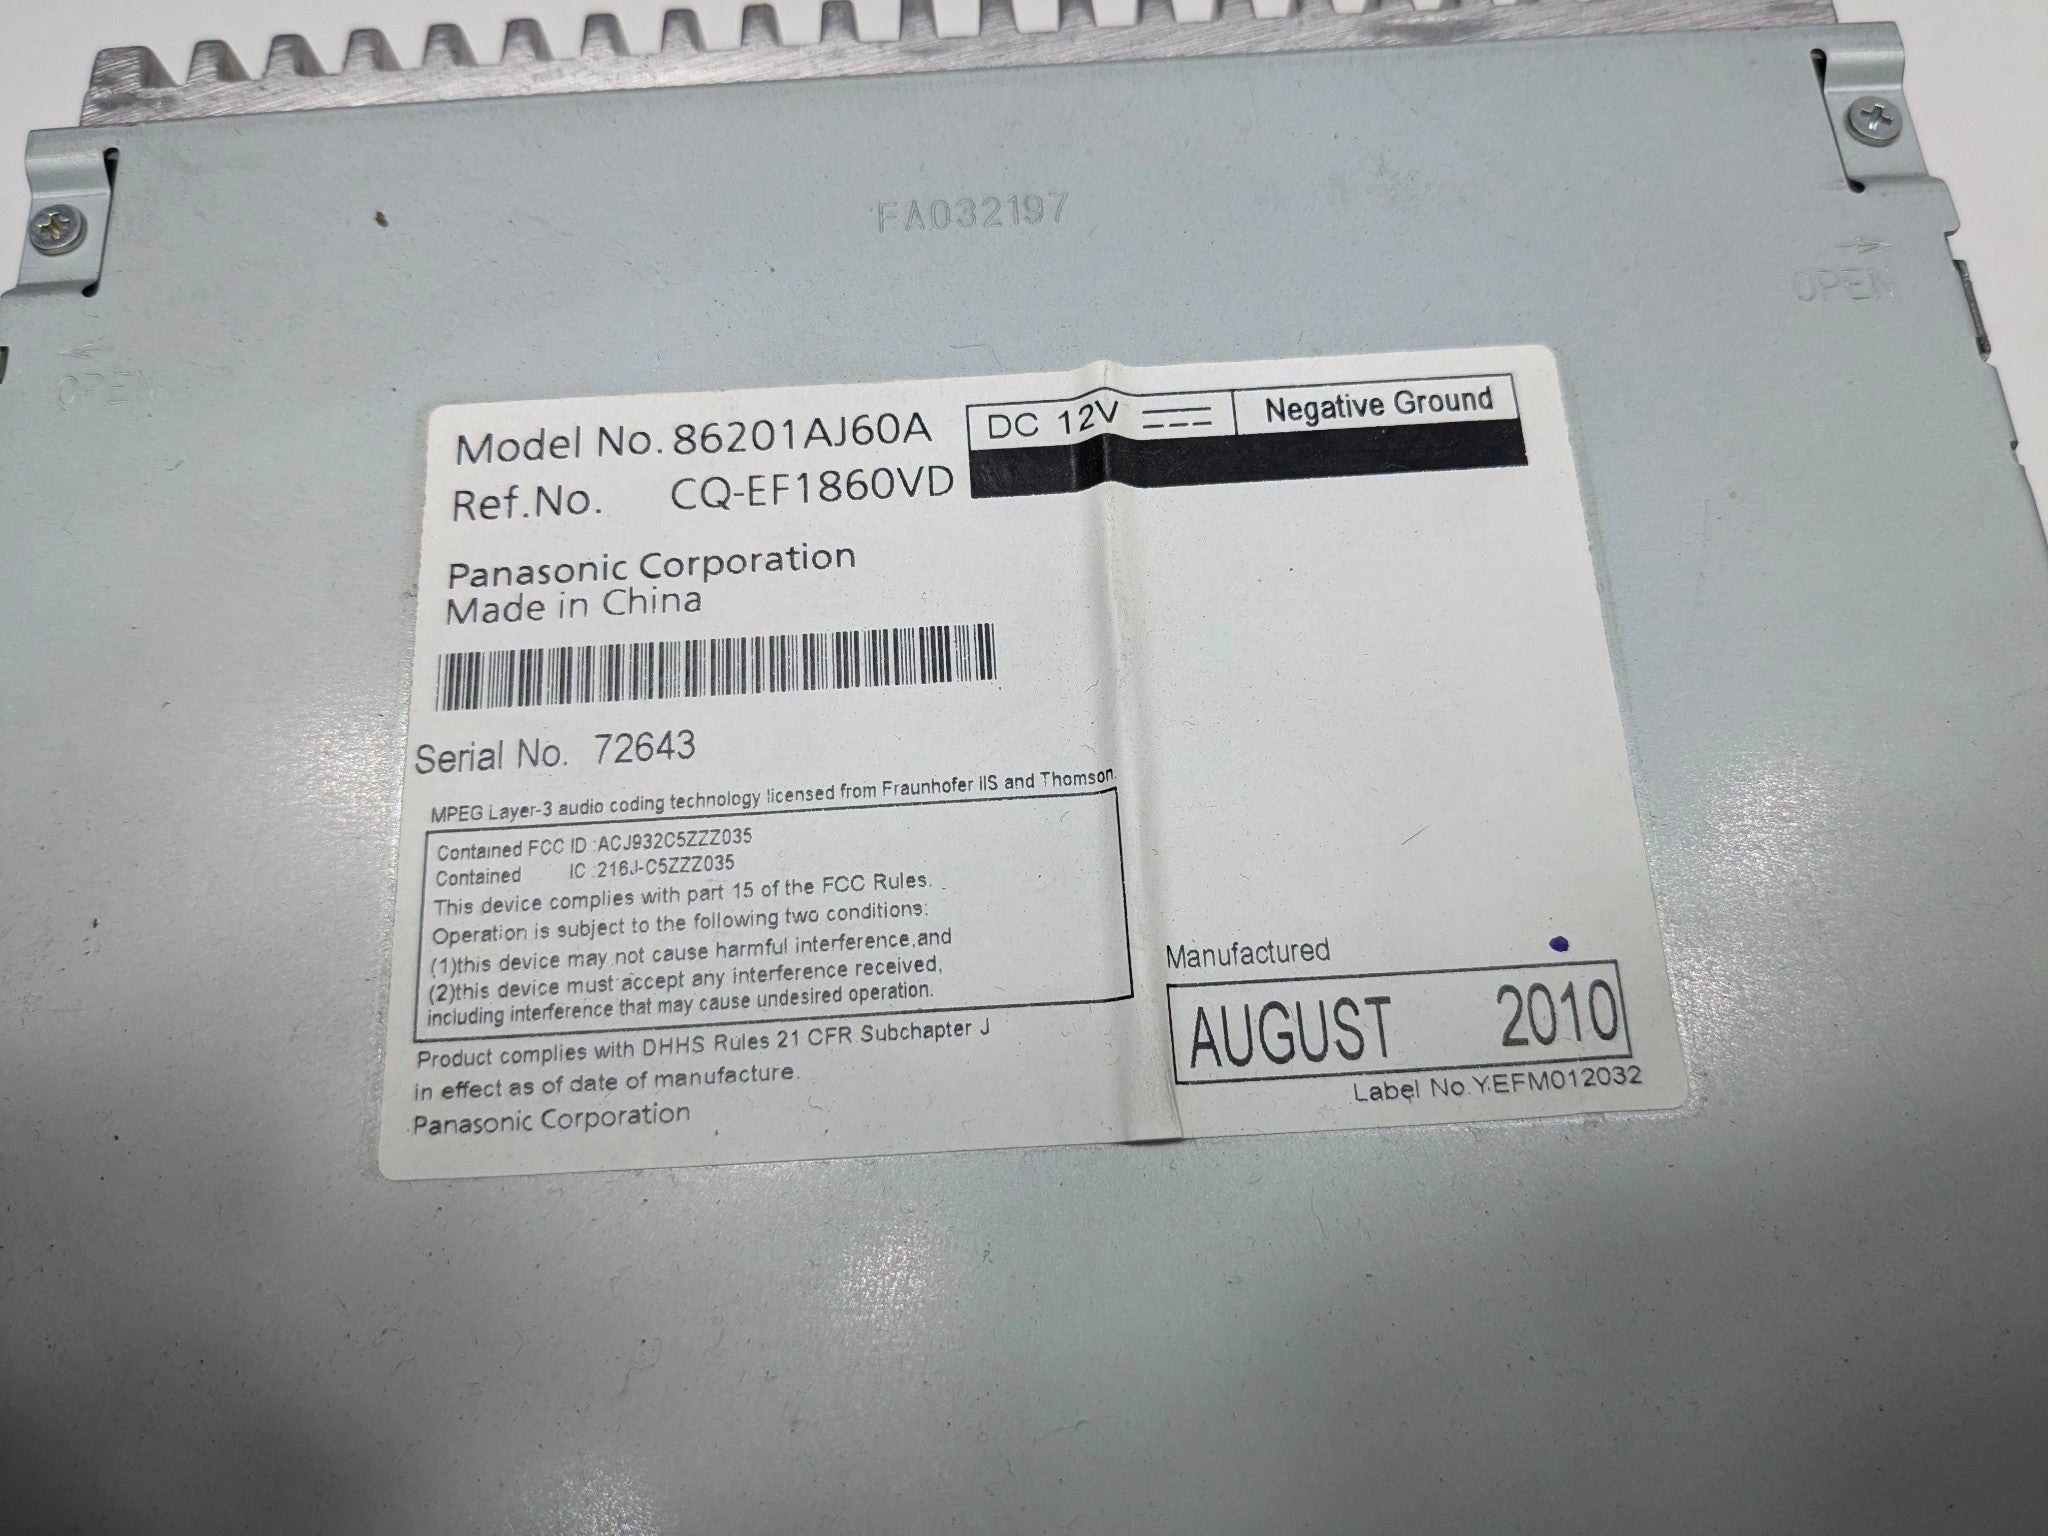 FA032197
OPEN
OPEN
Model No. 86201AJ60A
DC 12V
Negative Ground
Ref.No. CQ-EF1860VD
Panasonic Corporation
Made in China
Serial No. 72643
MPEG Layer-3 audio coding technology licensed from Fraunhofer IIS and Thomson.
Contained FCC ID :ACJ932C5ZZZ035
Contained IC :216J-C5ZZZ035
This device complies with part 15 of the FCC Rules.
Operation is subject to the following two conditions:
(1)this device may not cause harmful interference,and
(2)this device must accept any interference received,
including interference that may cause undesired operation.
Product complies with DHHS Rules 21 CFR Subchapter J
in effect as of date of manufacture.
Panasonic Corporation
Manufactured
AUGUST 2010
Label No.YEFM012032